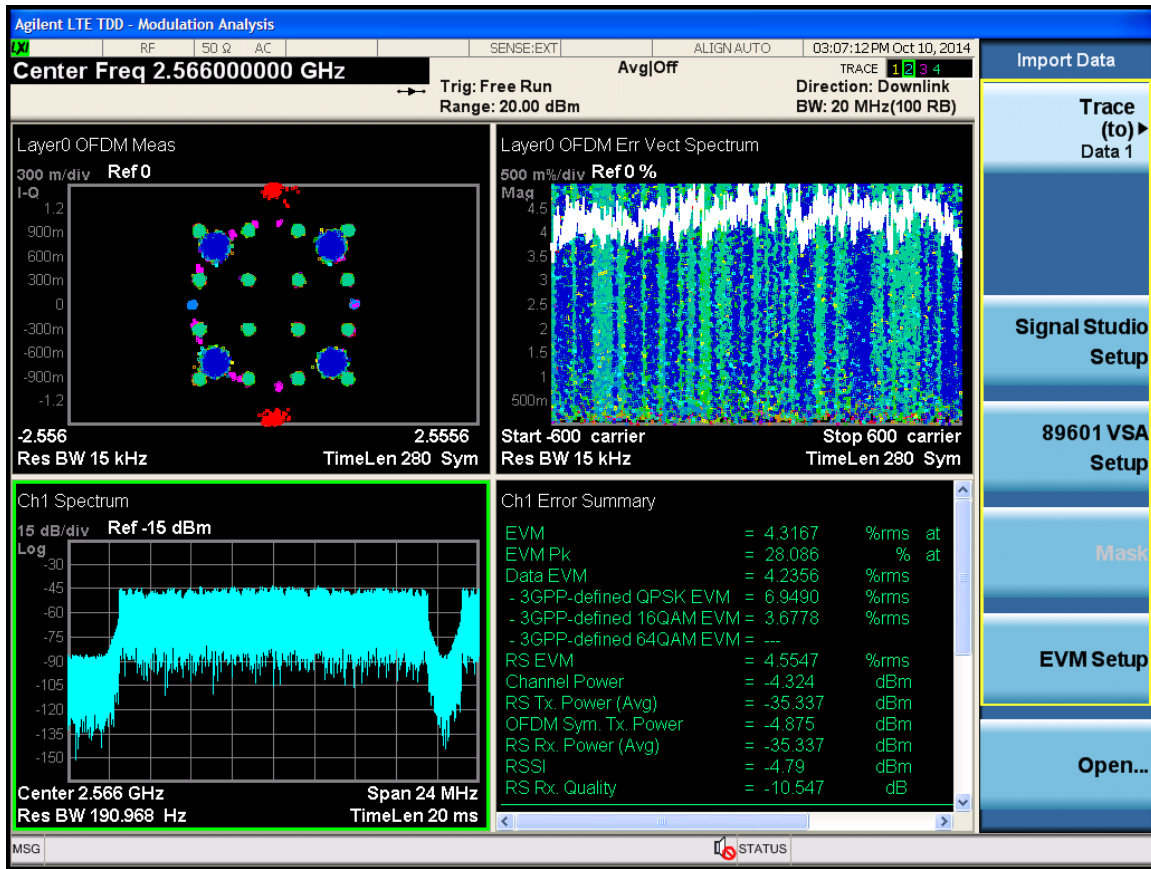 Agilent LTE TDD - Modulation Analysis
LXI RF 50 Ω AC SENSE:EXT ALIGN AUTO 03:07:12 PM Oct 10, 2014
Center Freq 2.566000000 GHz
Avg|Off
TRACE 1 2 3 4
Trig: Free Run
Direction: Downlink
Range: 20.00 dBm
BW: 20 MHz(100 RB)
Layer0 OFDM Meas
300 m/div Ref 0
I-Q
1.2
900m
600m
300m
0
-300m
-600m
-900m
-1.2
-2.556 2.5556
Res BW 15 kHz TimeLen 280 Sym
Layer0 OFDM Err Vect Spectrum
500 m%/div Ref 0 %
Mag
4.5
4
3.5
3
2.5
2
1.5
1
500m
Start -600 carrier Stop 600 carrier
Res BW 15 kHz TimeLen 280 Sym
Ch1 Spectrum
15 dB/div Ref -15 dBm
Log
-30
-45
-60
-75
-90
-105
-120
-135
-150
Center 2.566 GHz Span 24 MHz
Res BW 190.968 Hz TimeLen 20 ms
Ch1 Error Summary
EVM = 4.3167 %rms at
EVM Pk = 28.086 % at
Data EVM = 4.2356 %rms
- 3GPP-defined QPSK EVM = 6.9490 %rms
- 3GPP-defined 16QAM EVM = 3.6778 %rms
- 3GPP-defined 64QAM EVM = ---
RS EVM = 4.5547 %rms
Channel Power = -4.324 dBm
RS Tx. Power (Avg) = -35.337 dBm
OFDM Sym. Tx. Power = -4.875 dBm
RS Rx. Power (Avg) = -35.337 dBm
RSSI = -4.79 dBm
RS Rx. Quality = -10.547 dB
Import Data
Trace
(to)
Data 1
Signal Studio
Setup
89601 VSA
Setup
Mask
EVM Setup
Open...
MSG STATUS